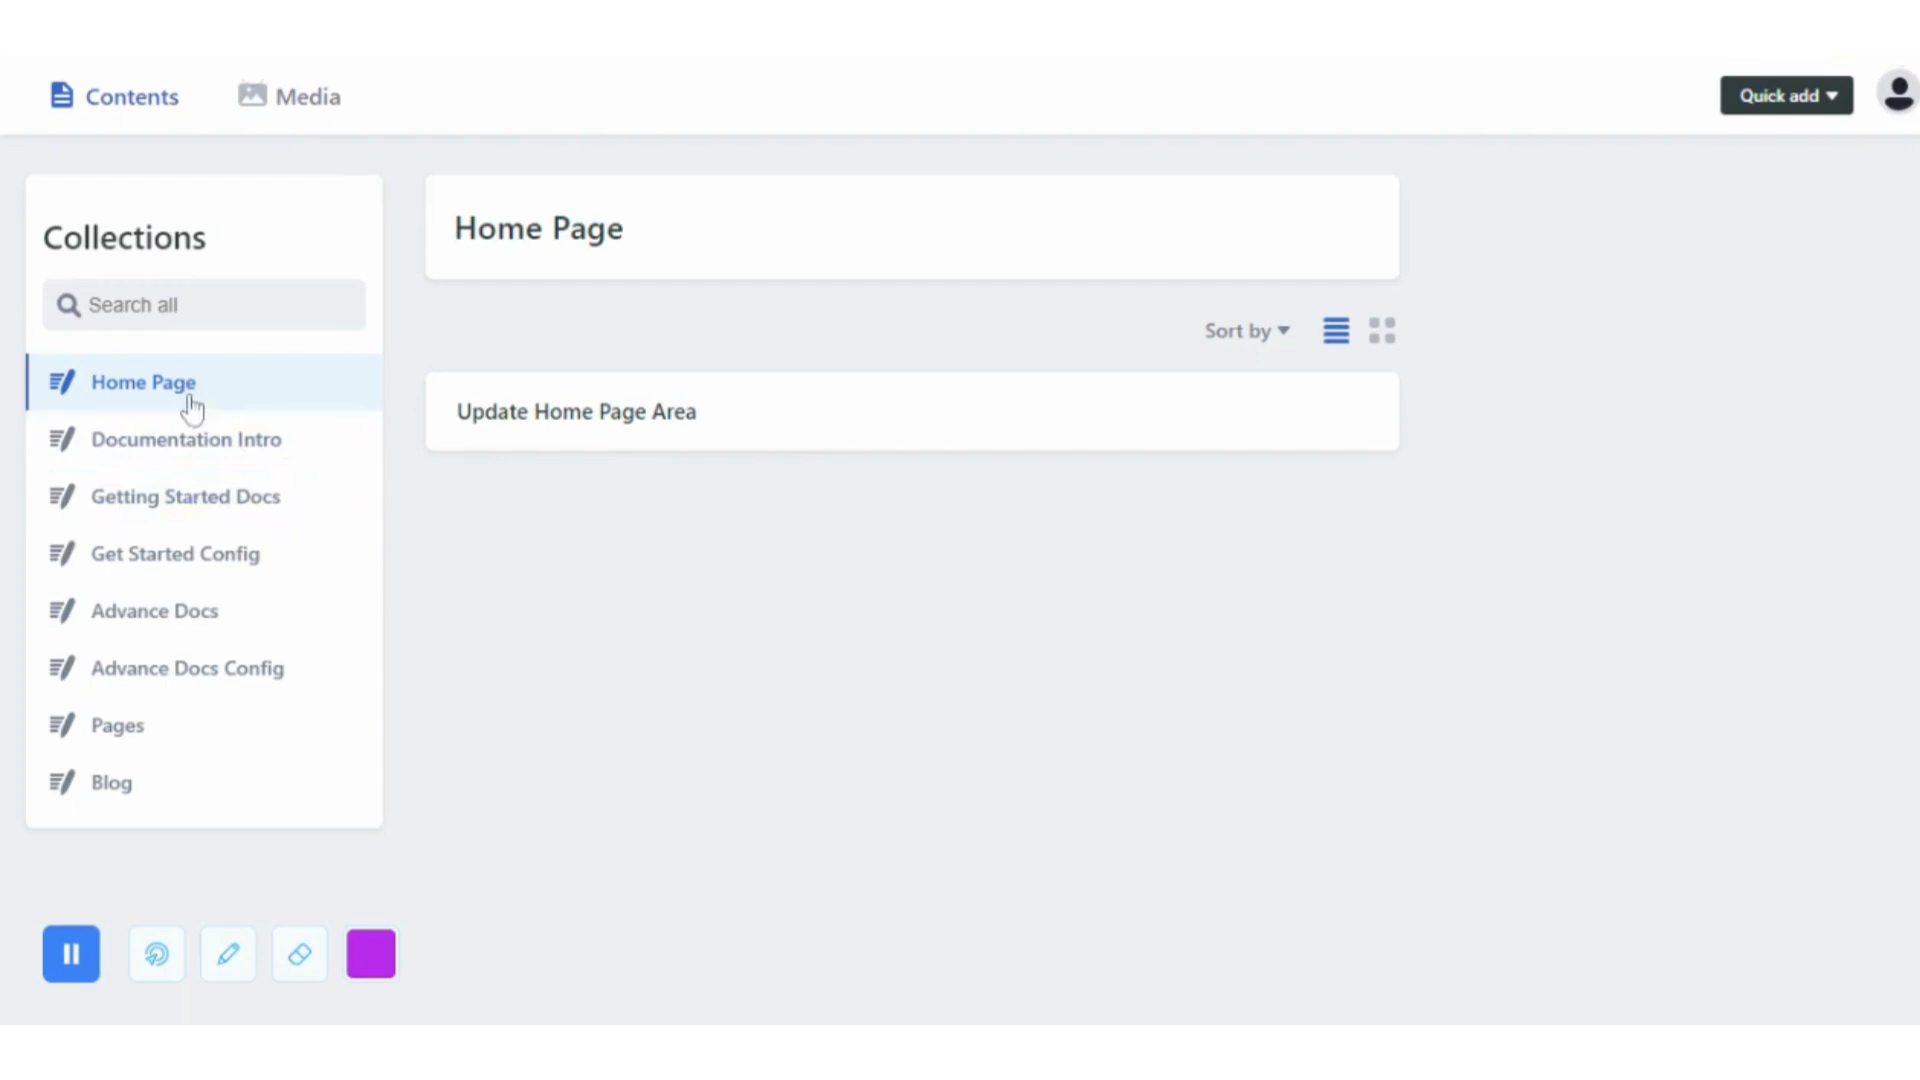 Contents
Media
Quick add
Collections
Search all
Home Page
Documentation Intro
Getting Started Docs
Get Started Config
Advance Docs
Advance Docs Config
Pages
Blog
Home Page
Sort by
Update Home Page Area